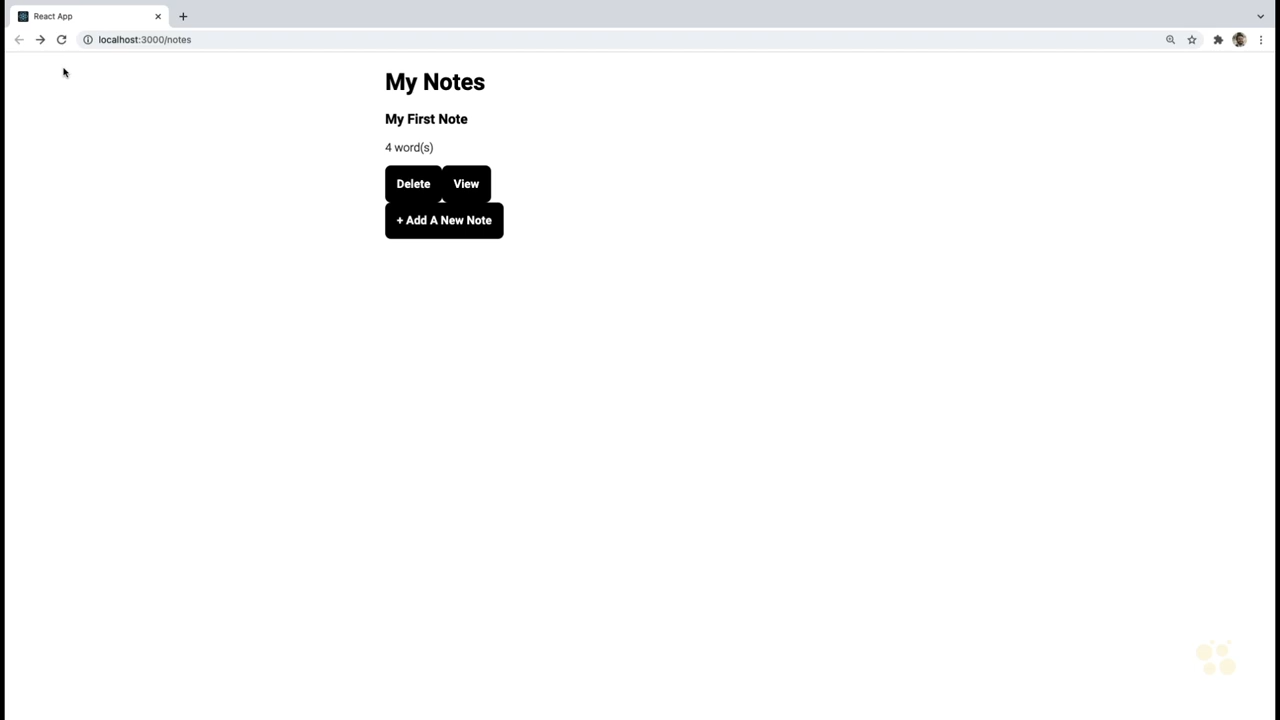 React App
localhost:3000/notes
My Notes
My First Note
4 word(s)
Delete View
+ Add A New Note